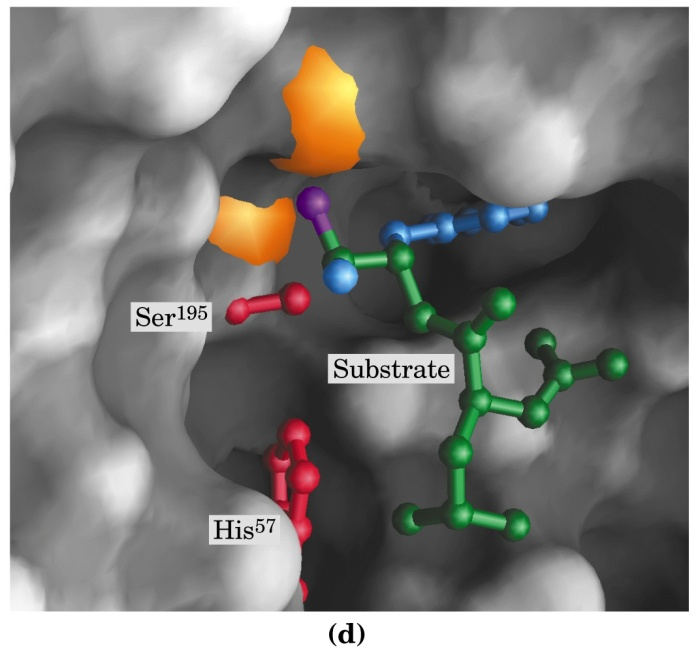 Ser¹⁹⁵
Substrate
His⁵⁷
(d)